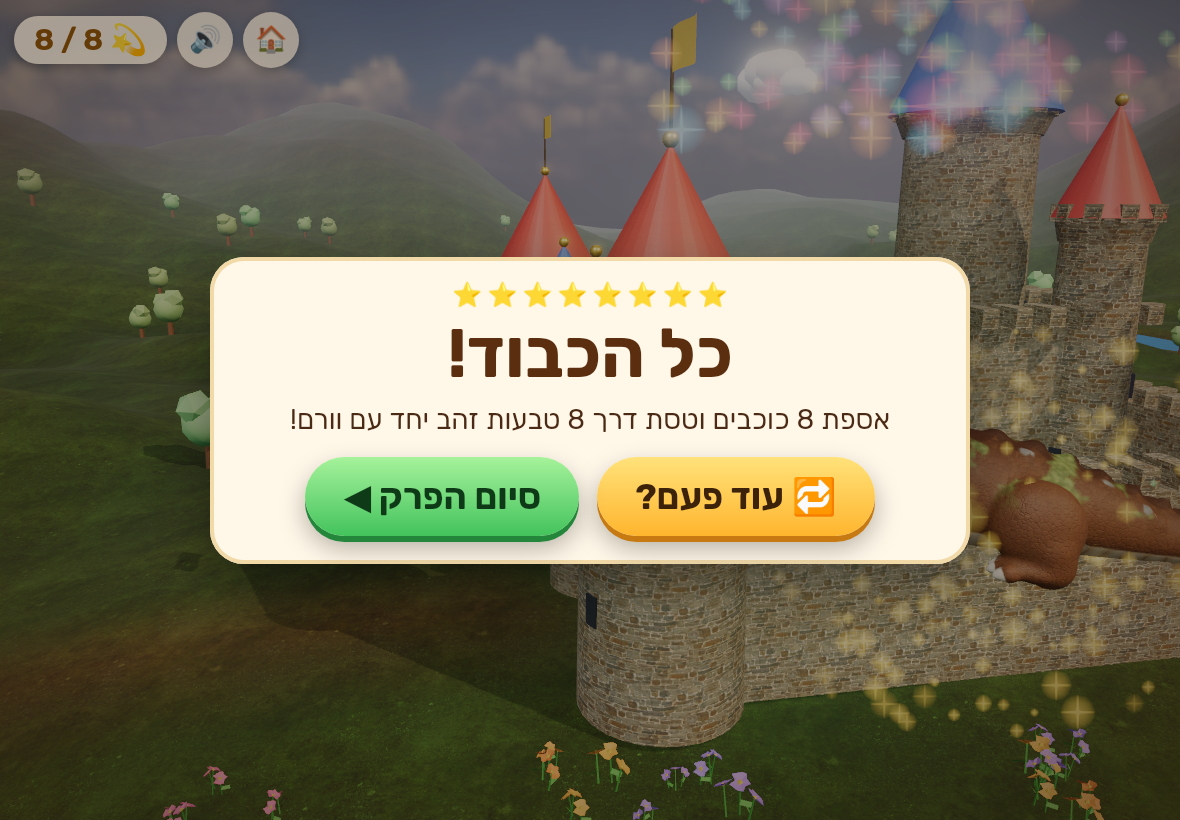 8 / 8
כל הכבוד!
אספת 8 כוכבים וטסת דרך 8 טבעות זהב יחד עם וורם!
עוד פעם?
סיום הפרק ◀